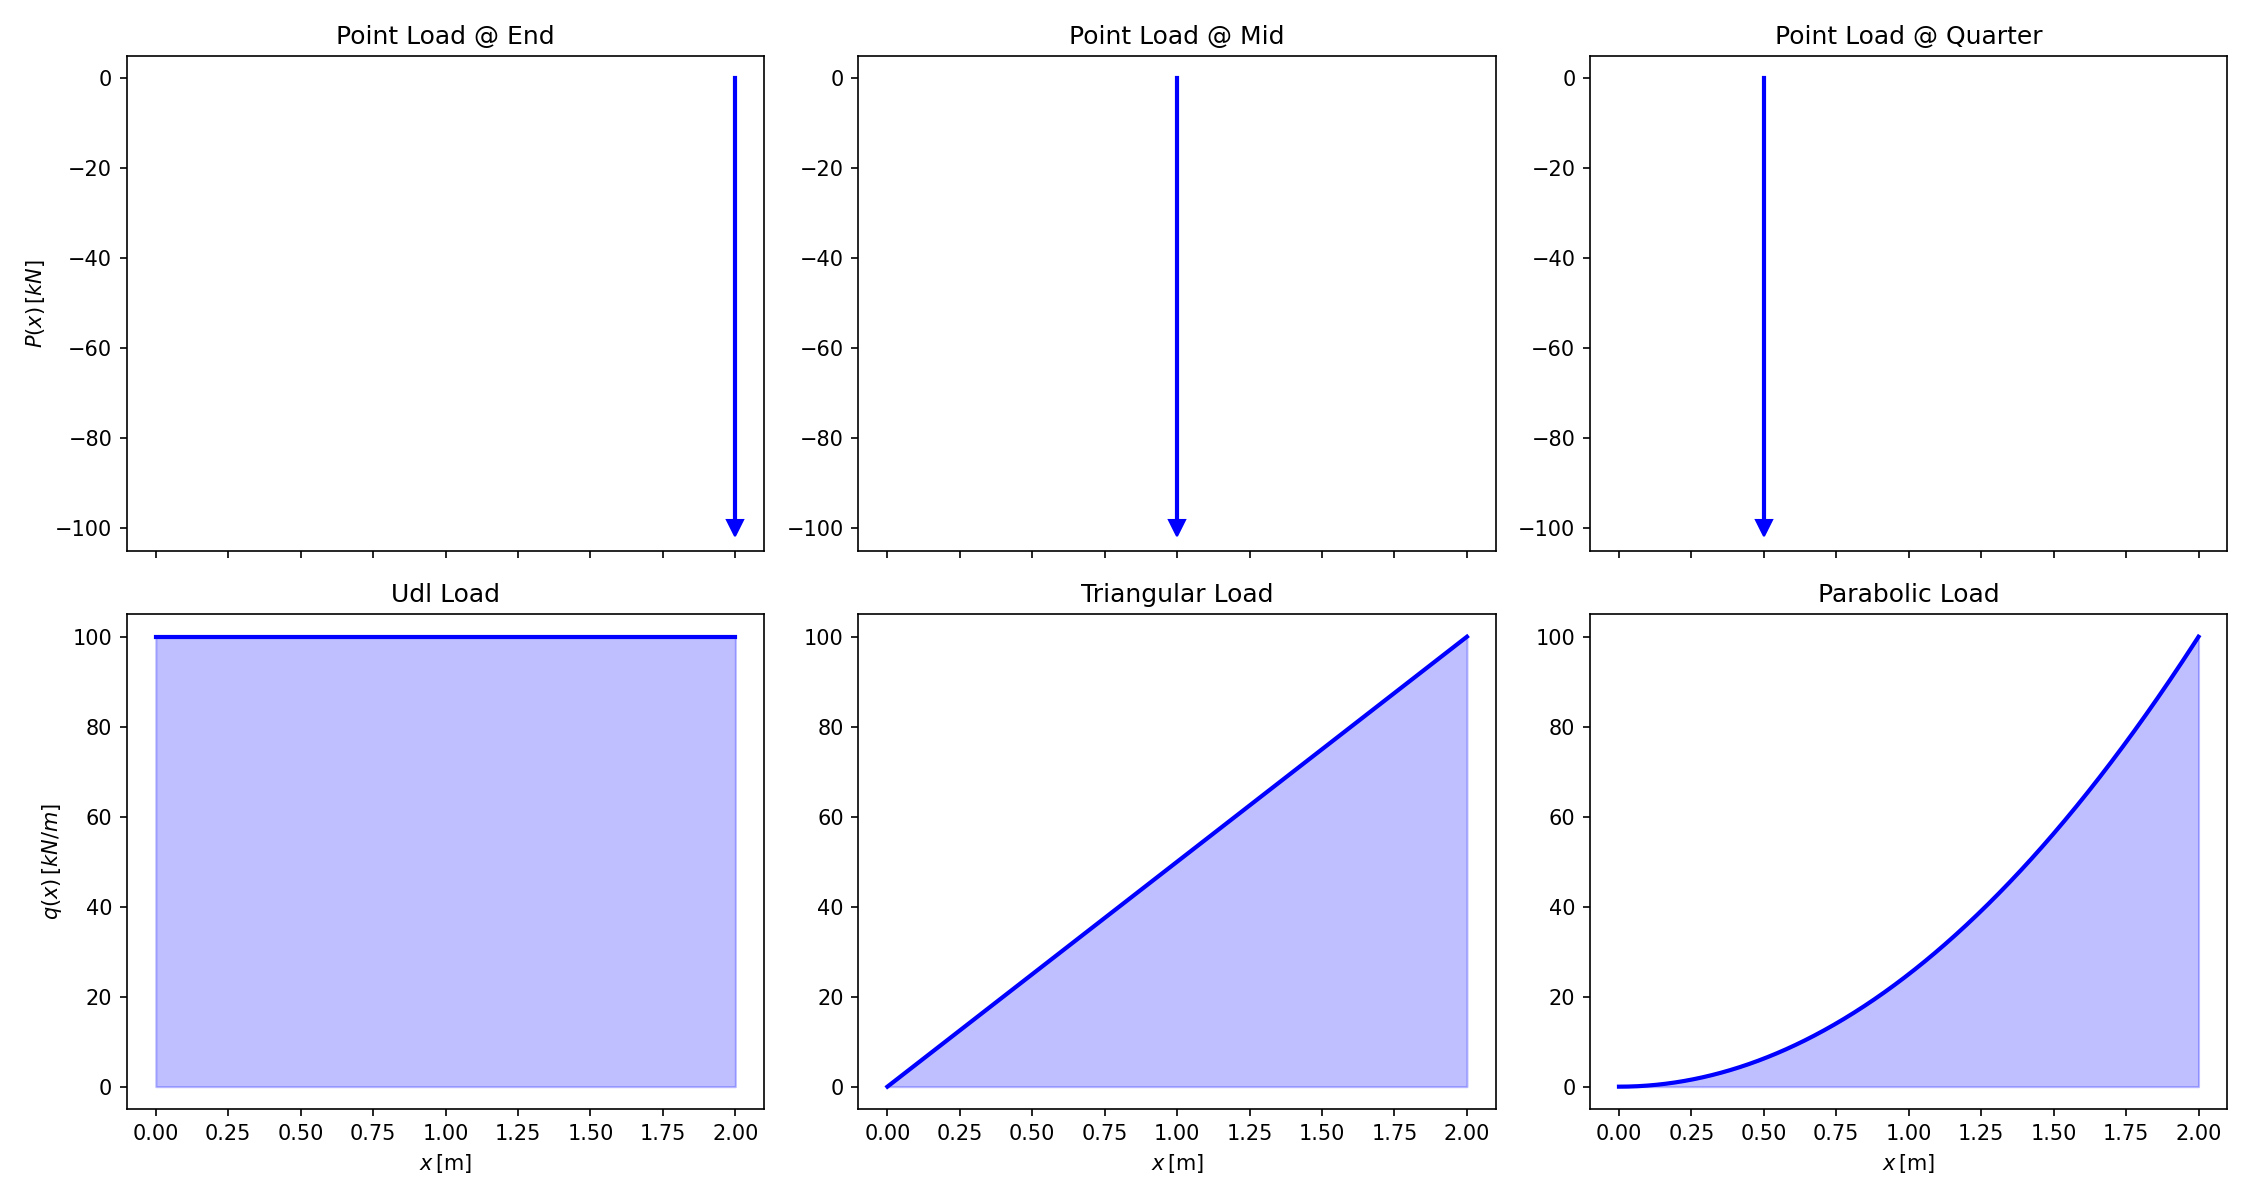 Point Load @ End
Point Load @ Mid
Point Load @ Quarter
0
−20
−40
−60
−80
−100
P(x) [kN]
0
−20
−40
−60
−80
−100
0
−20
−40
−60
−80
−100
Udl Load
Triangular Load
Parabolic Load
100
80
60
40
20
0
q(x) [kN/m]
0.00 0.25 0.50 0.75 1.00 1.25 1.50 1.75 2.00
x [m]
100
80
60
40
20
0
0.00 0.25 0.50 0.75 1.00 1.25 1.50 1.75 2.00
x [m]
100
80
60
40
20
0
0.00 0.25 0.50 0.75 1.00 1.25 1.50 1.75 2.00
x [m]